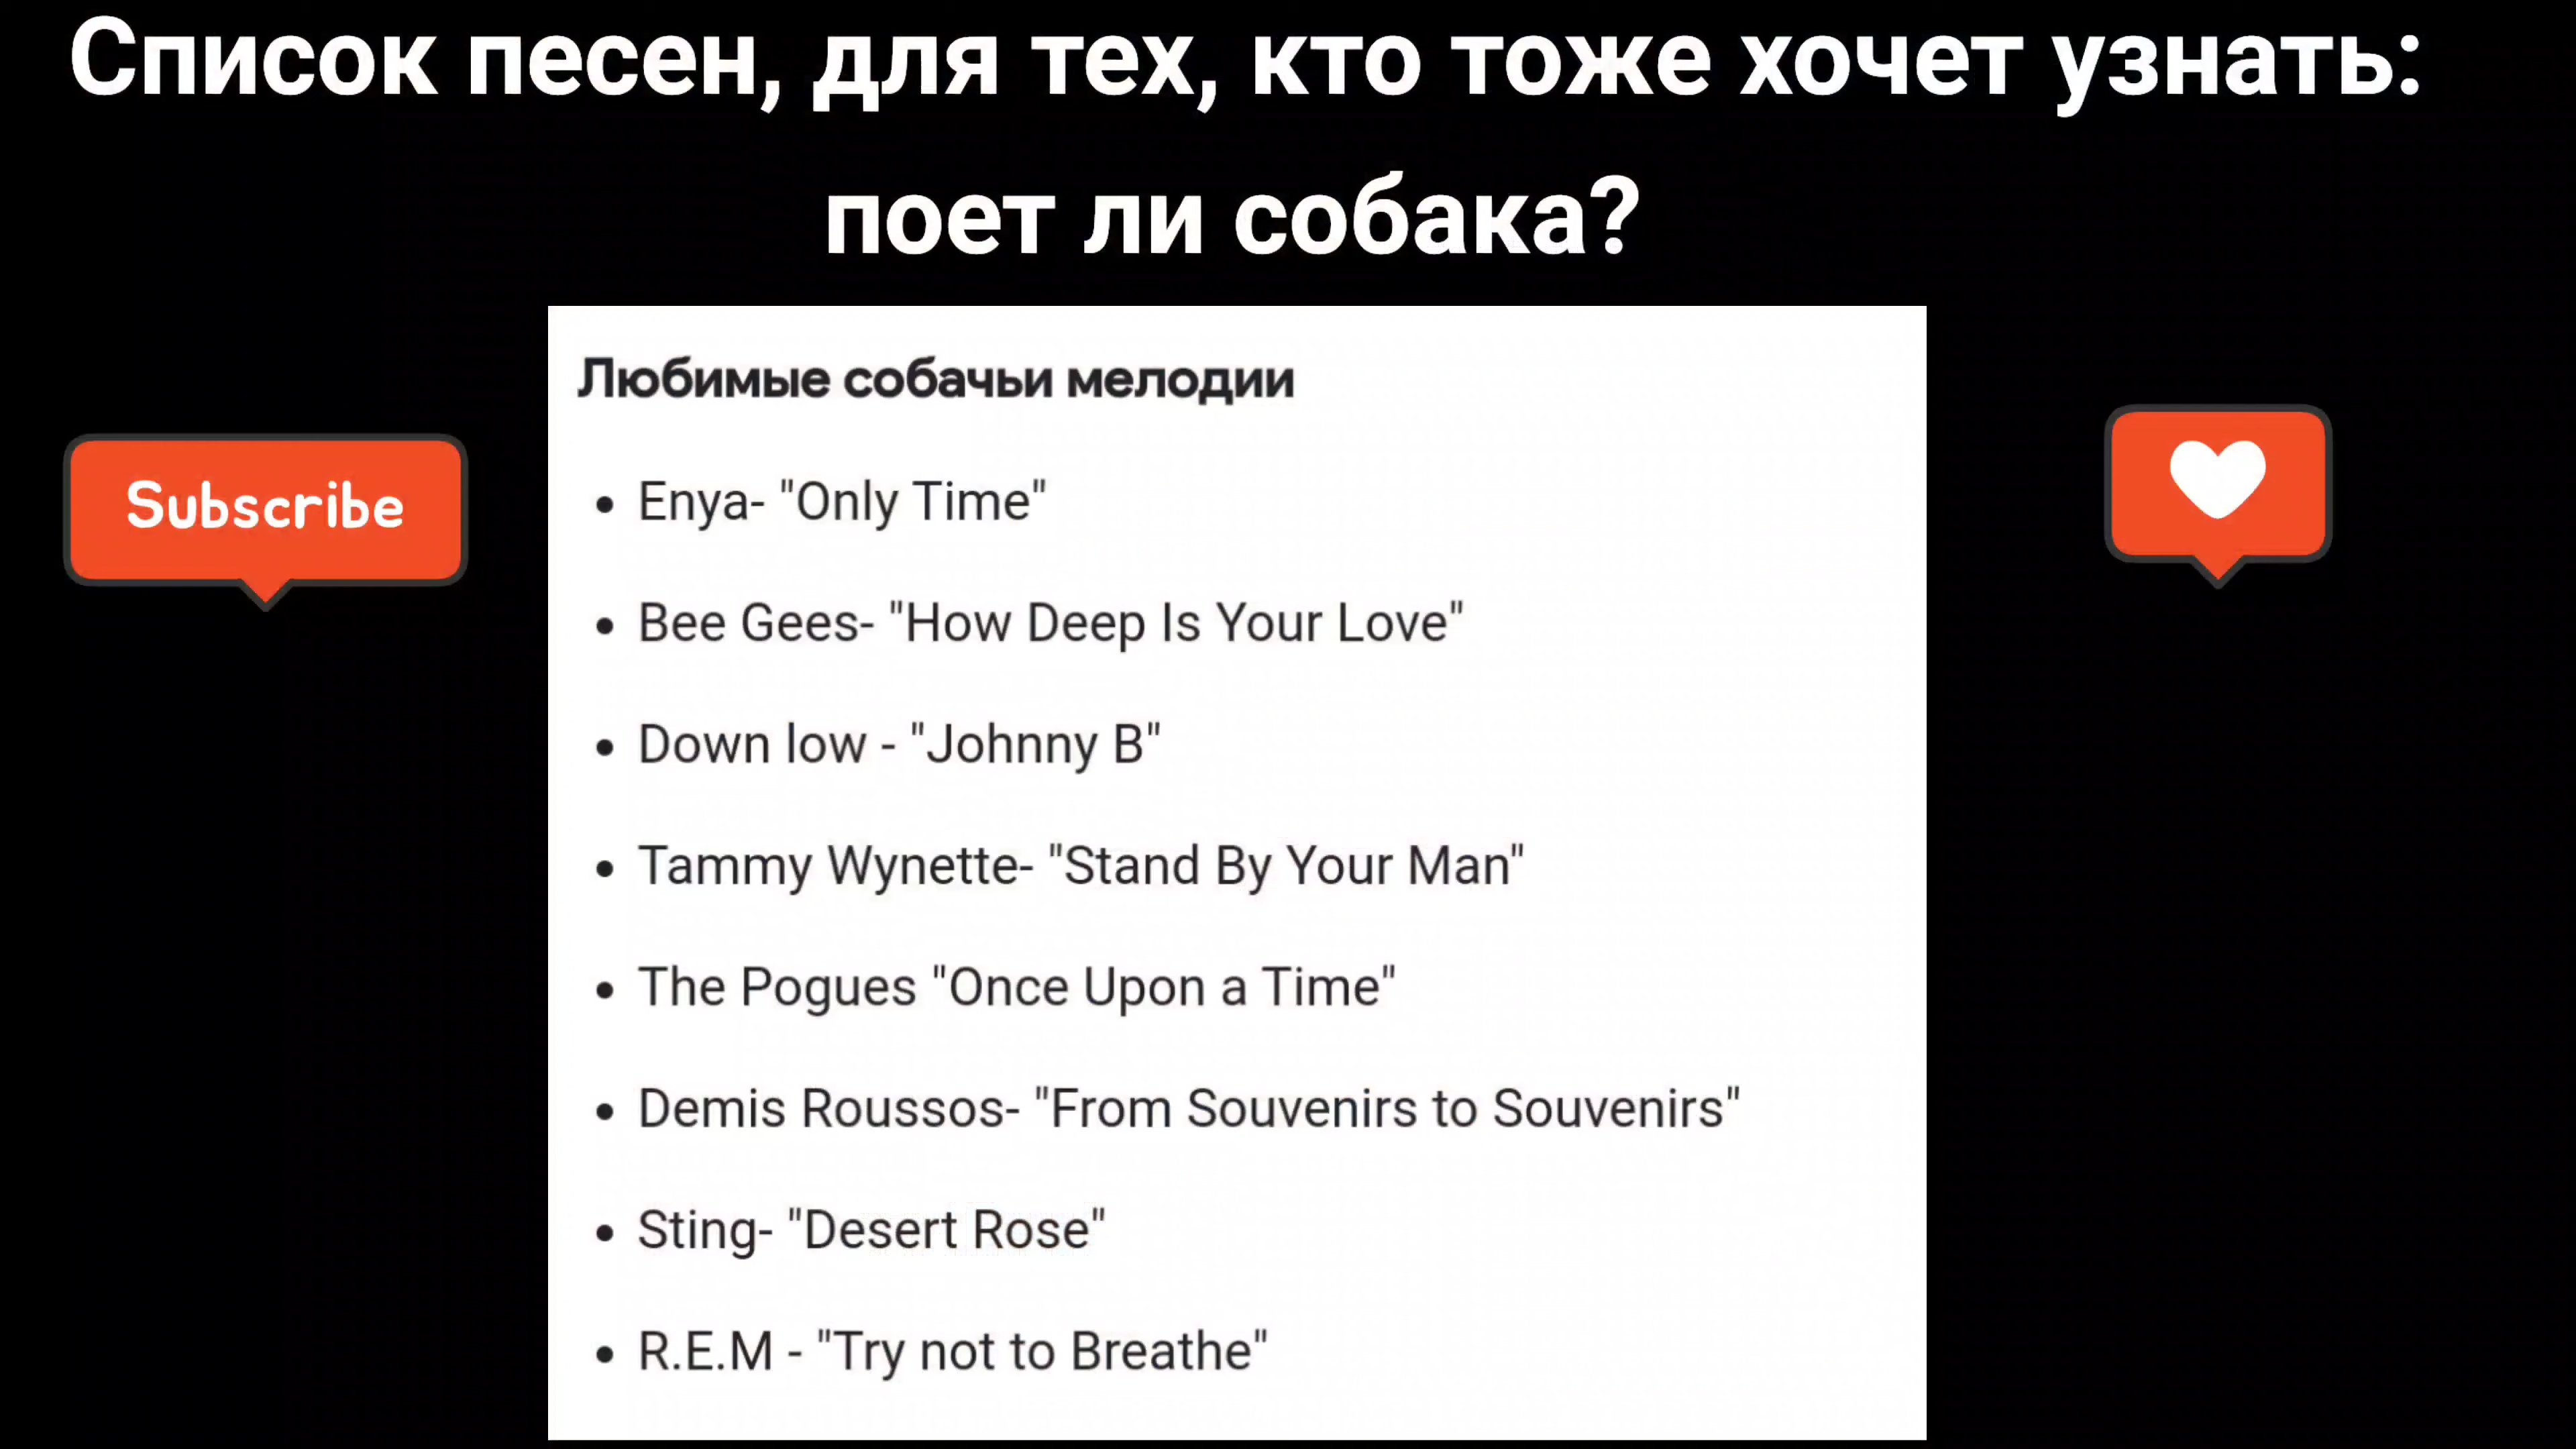 Список песен, для тех, кто тоже хочет узнать:
поет ли собака?
Любимые собачьи мелодии
Subscribe
• Enya- "Only Time"
• Bee Gees- "How Deep Is Your Love"
• Down low - "Johnny B"
• Tammy Wynette- "Stand By Your Man"
• The Pogues "Once Upon a Time"
• Demis Roussos- "From Souvenirs to Souvenirs"
• Sting- "Desert Rose"
• R.E.M - "Try not to Breathe"